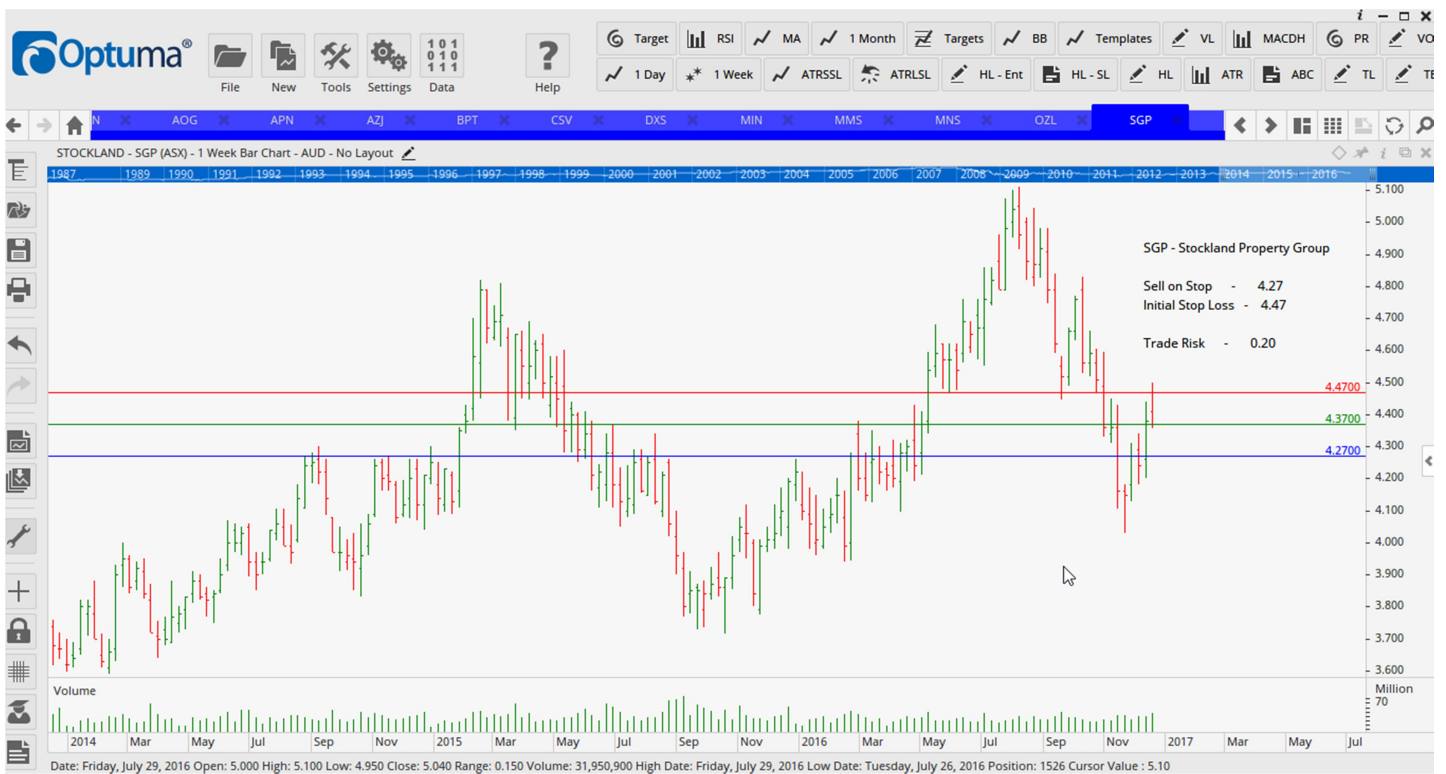 Optuma®
File
New
Tools
Settings
Data
Help
Target
RSI
MA
1 Month
Targets
BB
Templates
VL
MACDH
PR
VO
1 Day
1 Week
ATRSSL
ATRLSL
HL - Ent
HL - SL
HL
ATR
ABC
TL
N
AOG
APN
AZJ
BPT
CSV
DXS
MIN
MMS
MNS
OZL
SGP
STOCKLAND - SGP (ASX) - 1 Week Bar Chart - AUD - No Layout
1987 1989 1990 1991 1992 1993 1994 1995 1996 1997 1998 1999 2000 2001 2002 2003 2004 2005 2006 2007 2008 2009 2010 2011 2012 2013 2014 2015 2016
5.100
5.000
4.900
4.800
4.700
4.600
4.500
4.400
4.300
4.200
4.100
4.000
3.900
3.800
3.700
3.600
SGP - Stockland Property Group
Sell on Stop - 4.27
Initial Stop Loss - 4.47
Trade Risk - 0.20
4.4700
4.3700
4.2700
Volume
Million
70
2014 Mar May Jul Sep Nov 2015 Mar May Jul Sep Nov 2016 Mar May Jul Sep Nov 2017 Mar May Jul
Date: Friday, July 29, 2016 Open: 5.000 High: 5.100 Low: 4.950 Close: 5.040 Range: 0.150 Volume: 31,950,900 High Date: Friday, July 29, 2016 Low Date: Tuesday, July 26, 2016 Position: 1526 Cursor Value : 5.10